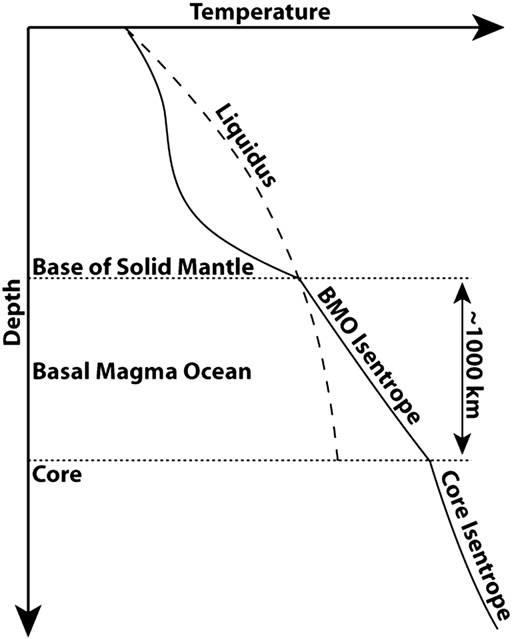 Temperature
Liquidus
Base of Solid Mantle
Depth
BMO Isentrope
~1000 km
Basal Magma Ocean
Core
Core Isentrope